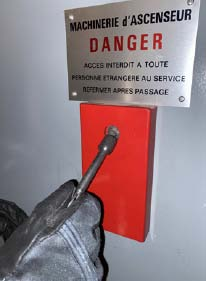 MACHINERIE d'ASCENSEUR
DANGER
ACCES INTERDIT A TOUTE
PERSONNE ETRANGERE AU SERVICE
REFERMER APRES PASSAGE